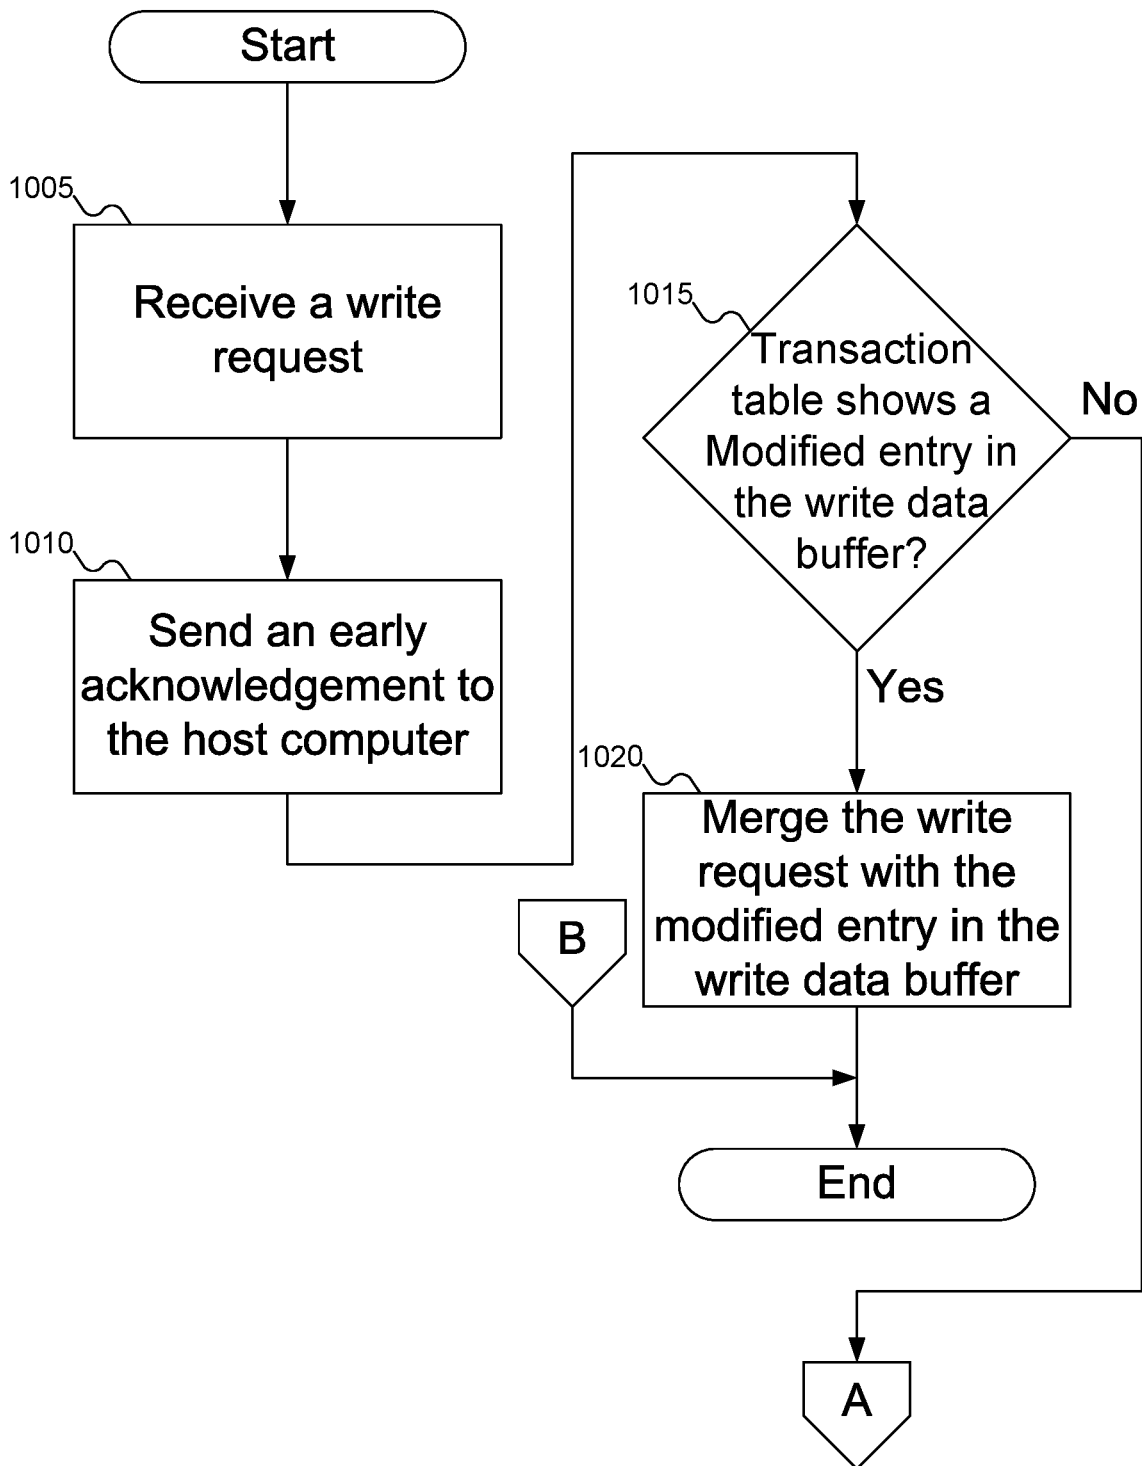 Start
1005
Receive a write
request
1010
Send an early
acknowledgement to
the host computer
1015
Transaction
table shows a
Modified entry in
the write data
buffer?
No
Yes
1020
Merge the write
request with the
modified entry in the
write data buffer
B
End
A